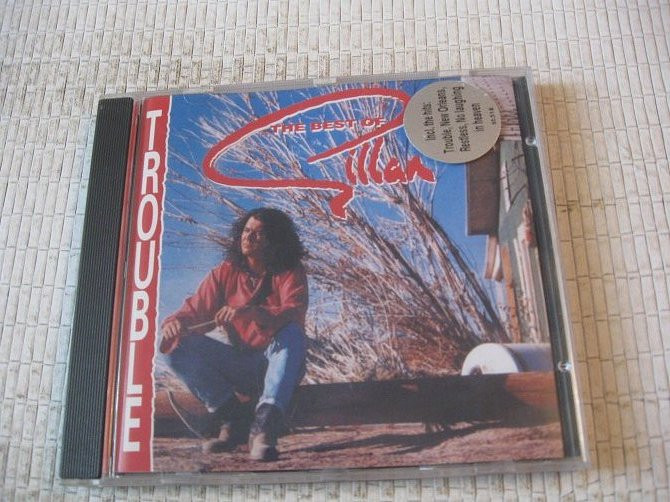 TROUBLE
THE BEST OF
Gillan
Incl. the hits:
Trouble, New Orleans,
Restless, No laughing
in heaven